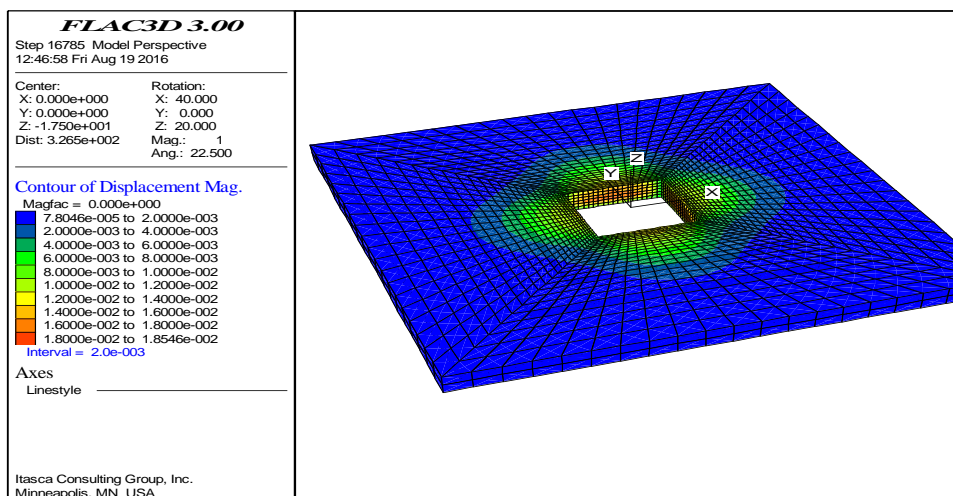 FLAC3D 3.00
Step 16785 Model Perspective
12:46:58 Fri Aug 19 2016
Center:
X: 0.000e+000
Y: 0.000e+000
Z: -1.750e+001
Dist: 3.265e+002
Rotation:
X: 40.000
Y: 0.000
Z: 20.000
Mag.: 1
Ang.: 22.500
Contour of Displacement Mag.
Magfac = 0.000e+000
7.8046e-005 to 2.0000e-003
2.0000e-003 to 4.0000e-003
4.0000e-003 to 6.0000e-003
6.0000e-003 to 8.0000e-003
8.0000e-003 to 1.0000e-002
1.0000e-002 to 1.2000e-002
1.2000e-002 to 1.4000e-002
1.4000e-002 to 1.6000e-002
1.6000e-002 to 1.8000e-002
1.8000e-002 to 1.8546e-002
Interval = 2.0e-003
Axes
Linestyle
Itasca Consulting Group, Inc.
Minneapolis, MN USA
Z
Y
X